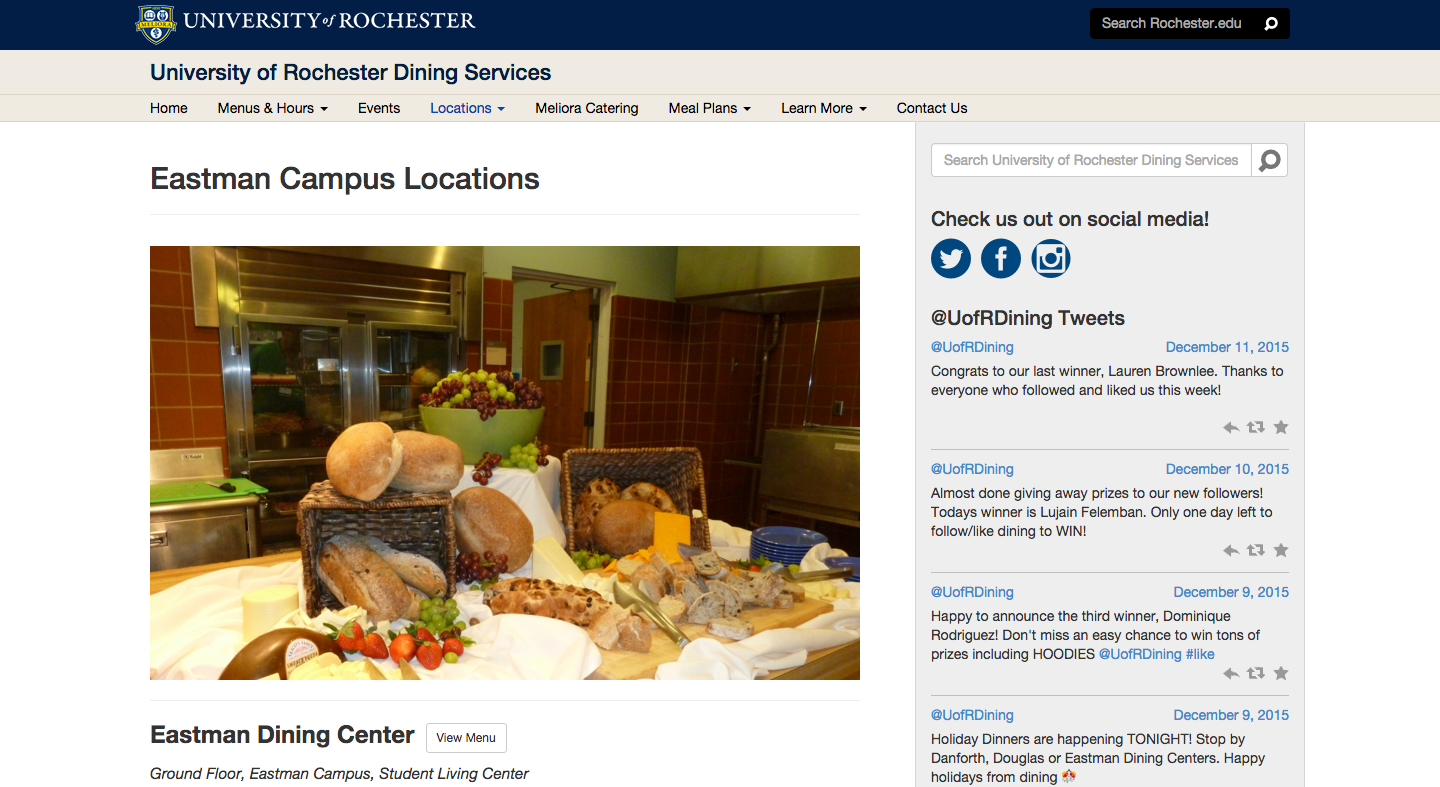 MELIORA
UNIVERSITY of ROCHESTER
Search Rochester.edu
University of Rochester Dining Services
Home
Menus & Hours
Events
Locations
Meliora Catering
Meal Plans
Learn More
Contact Us
Eastman Campus Locations
Eastman Dining Center
View Menu
Ground Floor, Eastman Campus, Student Living Center
Search University of Rochester Dining Services
Check us out on social media!
@UofRDining Tweets
@UofRDining
December 11, 2015
Congrats to our last winner, Lauren Brownlee. Thanks to
everyone who followed and liked us this week!
@UofRDining
December 10, 2015
Almost done giving away prizes to our new followers!
Todays winner is Lujain Felemban. Only one day left to
follow/like dining to WIN!
@UofRDining
December 9, 2015
Happy to announce the third winner, Dominique
Rodriguez! Don't miss an easy chance to win tons of
prizes including HOODIES @UofRDining #like
@UofRDining
December 9, 2015
Holiday Dinners are happening TONIGHT! Stop by
Danforth, Douglas or Eastman Dining Centers. Happy
holidays from dining